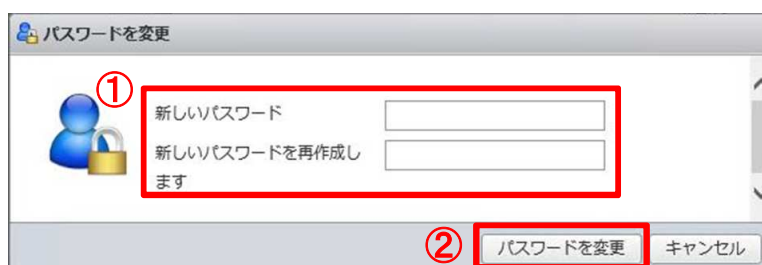 パスワードを変更
①
新しいパスワード
新しいパスワードを再作成し
ます
②
パスワードを変更
キャンセル